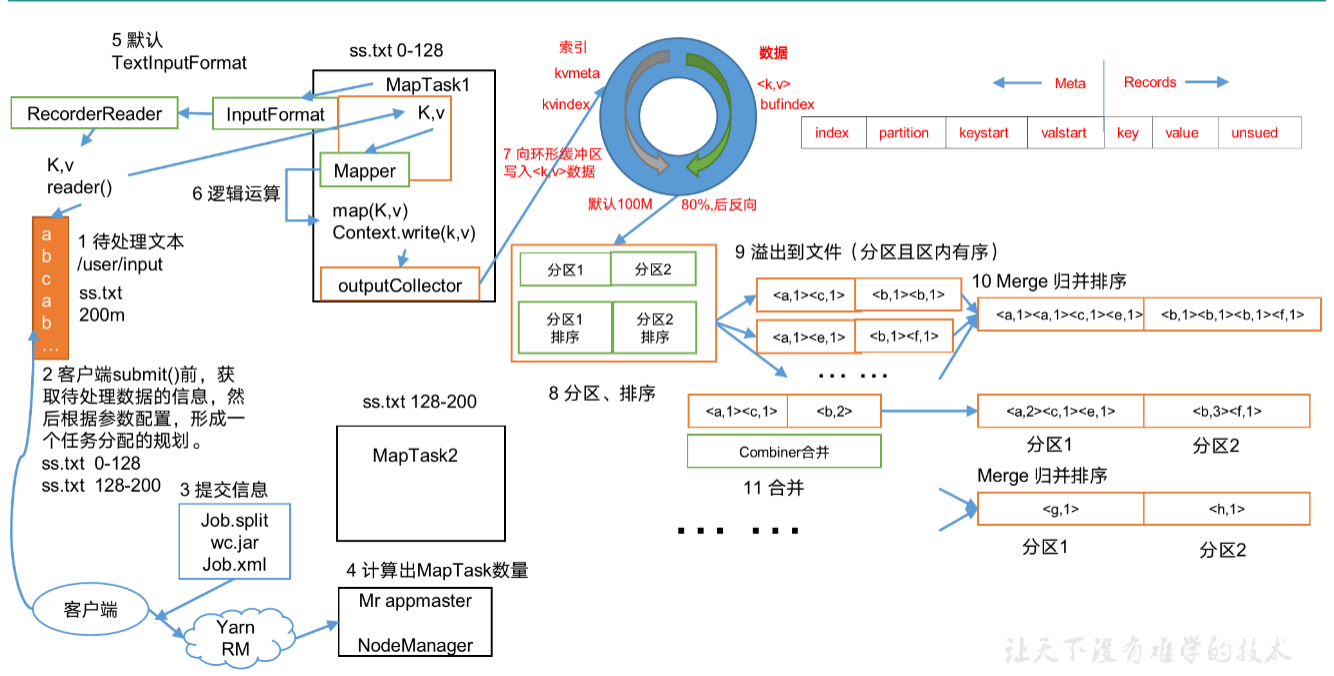 5 默认
TextInputFormat
RecorderReader
InputFormat
K,v
reader()
a
b
c
a
b
...
1 待处理文本
/user/input
ss.txt
200m
2 客户端submit()前，获
取待处理数据的信息，然
后根据参数配置，形成一
个任务分配的规划。
ss.txt 0-128
ss.txt 128-200
3 提交信息
Job.split
wc.jar
Job.xml
客户端
Yarn
RM
4 计算出MapTask数量
Mr appmaster
NodeManager
ss.txt 0-128
MapTask1
K,v
Mapper
6 逻辑运算
map(K,v)
Context.write(k,v)
outputCollector
ss.txt 128-200
MapTask2
索引
kvmeta
kvindex
数据
<k,v>
bufindex
7 向环形缓冲区
写入<k,v>数据
默认100M
80%,后反向
Meta
Records
index partition keystart valstart key value unsued
分区1 分区2
分区1
排序
分区2
排序
8 分区、排序
9 溢出到文件（分区且区内有序）
<a,1><c,1> <b,1><b,1>
<a,1><e,1> <b,1><f,1>
... ...
10 Merge 归并排序
<a,1><a,1><c,1><e,1> <b,1><b,1><b,1><f,1>
<a,1><c,1> <b,2>
Combiner合并
11 合并
... ...
<a,2><c,1><e,1> <b,3><f,1>
分区1 分区2
Merge 归并排序
<g,1> <h,1>
分区1 分区2
让天下没有难学的技术